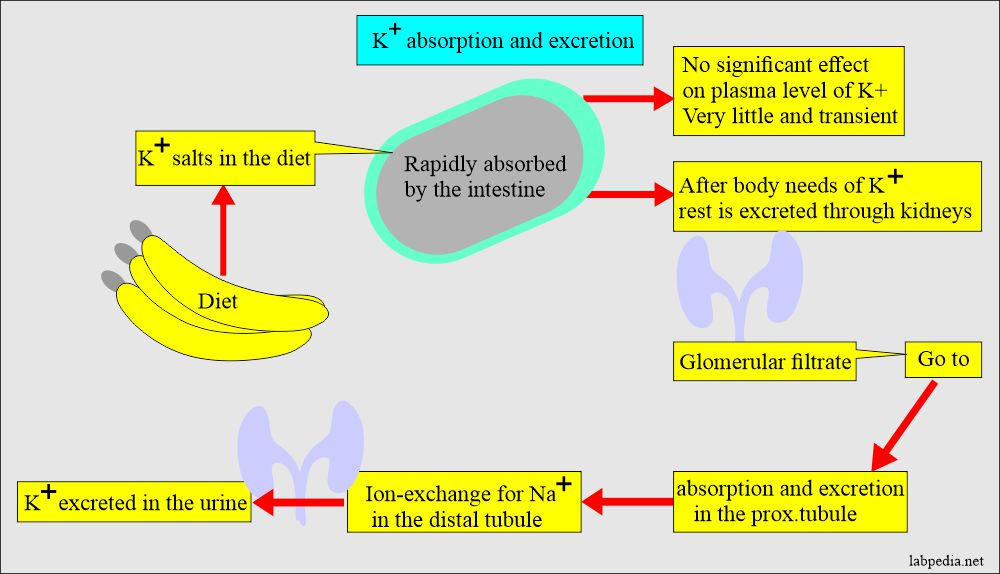 K+ absorption and excretion
No significant effect
on plasma level of K+
Very little and transient
K+ salts in the diet
Rapidly absorbed
by the intestine
After body needs of K+
rest is excreted through kidneys
Diet
Glomerular filtrate
Go to
absorption and excretion
in the prox.tubule
Ion-exchange for Na+
in the distal tubule
K+ excreted in the urine
labpedia.net